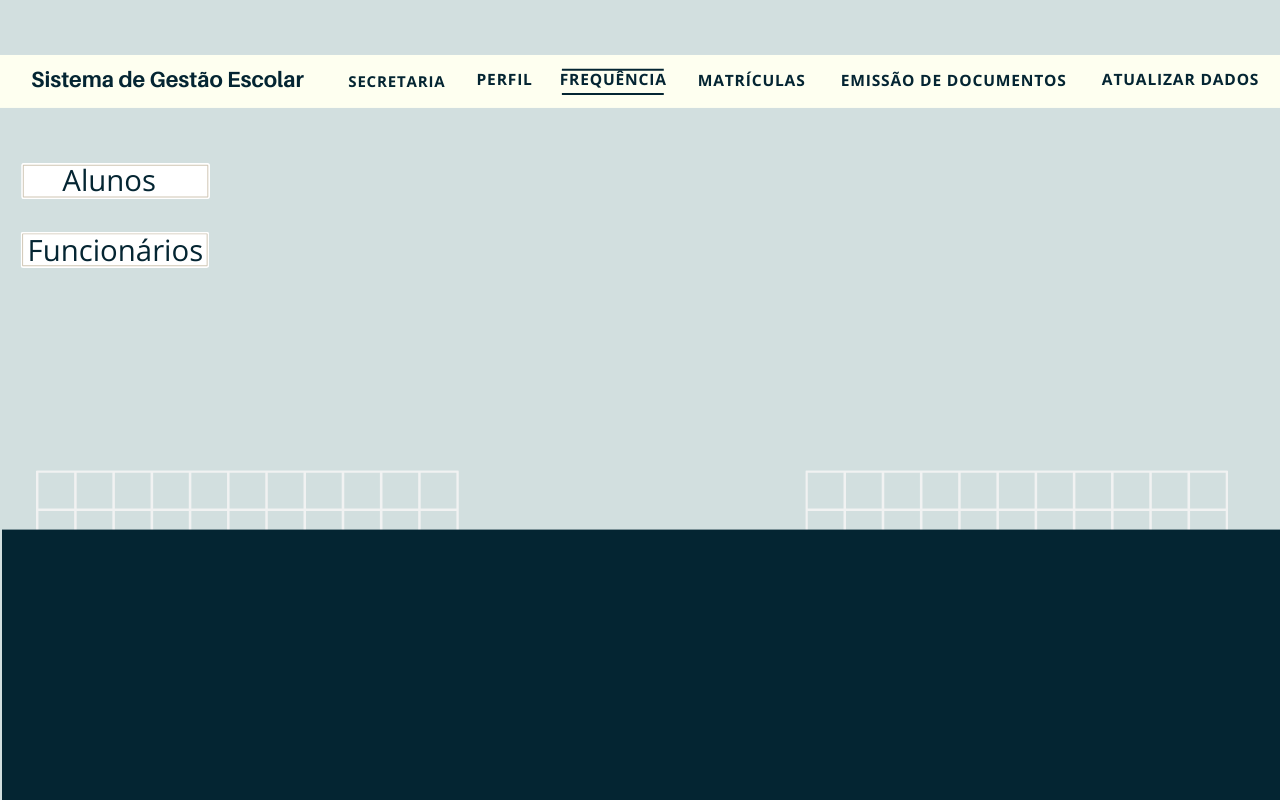 Sistema de Gestão Escolar SECRETARIA PERFIL FREQUÊNCIA MATRÍCULAS EMISSÃO DE DOCUMENTOS ATUALIZAR DADOS
Alunos
Funcionários